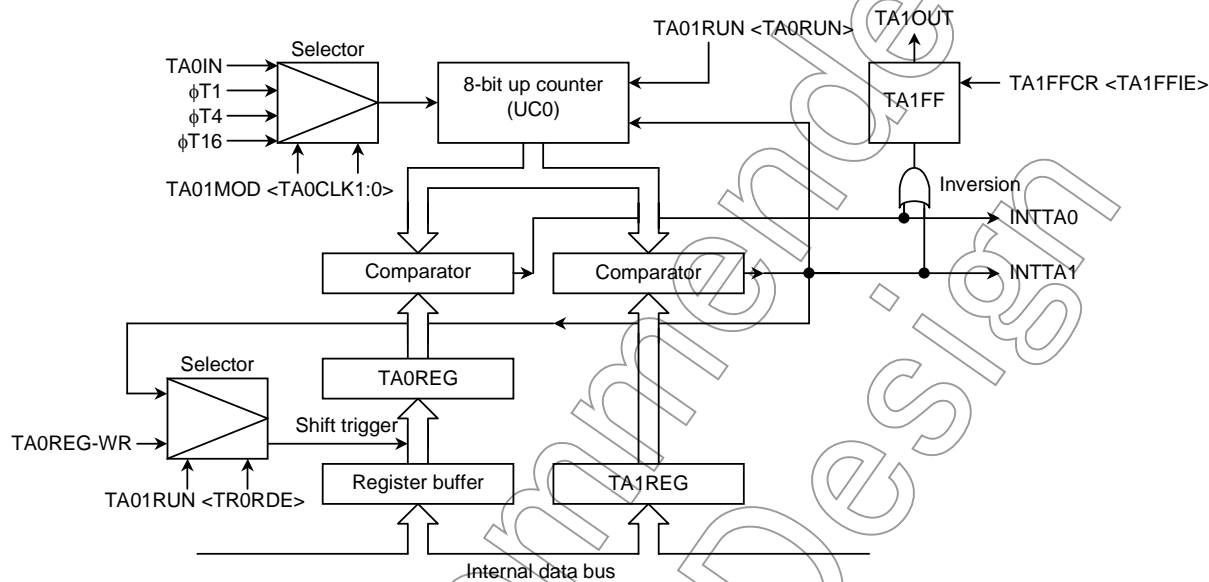 TA01RUN <TA0RUN>
TA1OUT
Selector
TA0IN
ϕT1
ϕT4
ϕT16
8-bit up counter
(UC0)
TA1FF
TA1FFCR <TA1FFIE>
TA01MOD <TA0CLK1:0>
Inversion
INTTA0
Comparator
Comparator
INTTA1
Selector
TA0REG
TA0REG-WR
Shift trigger
Register buffer
TA1REG
TA01RUN <TR0RDE>
Internal data bus
mmende
Design